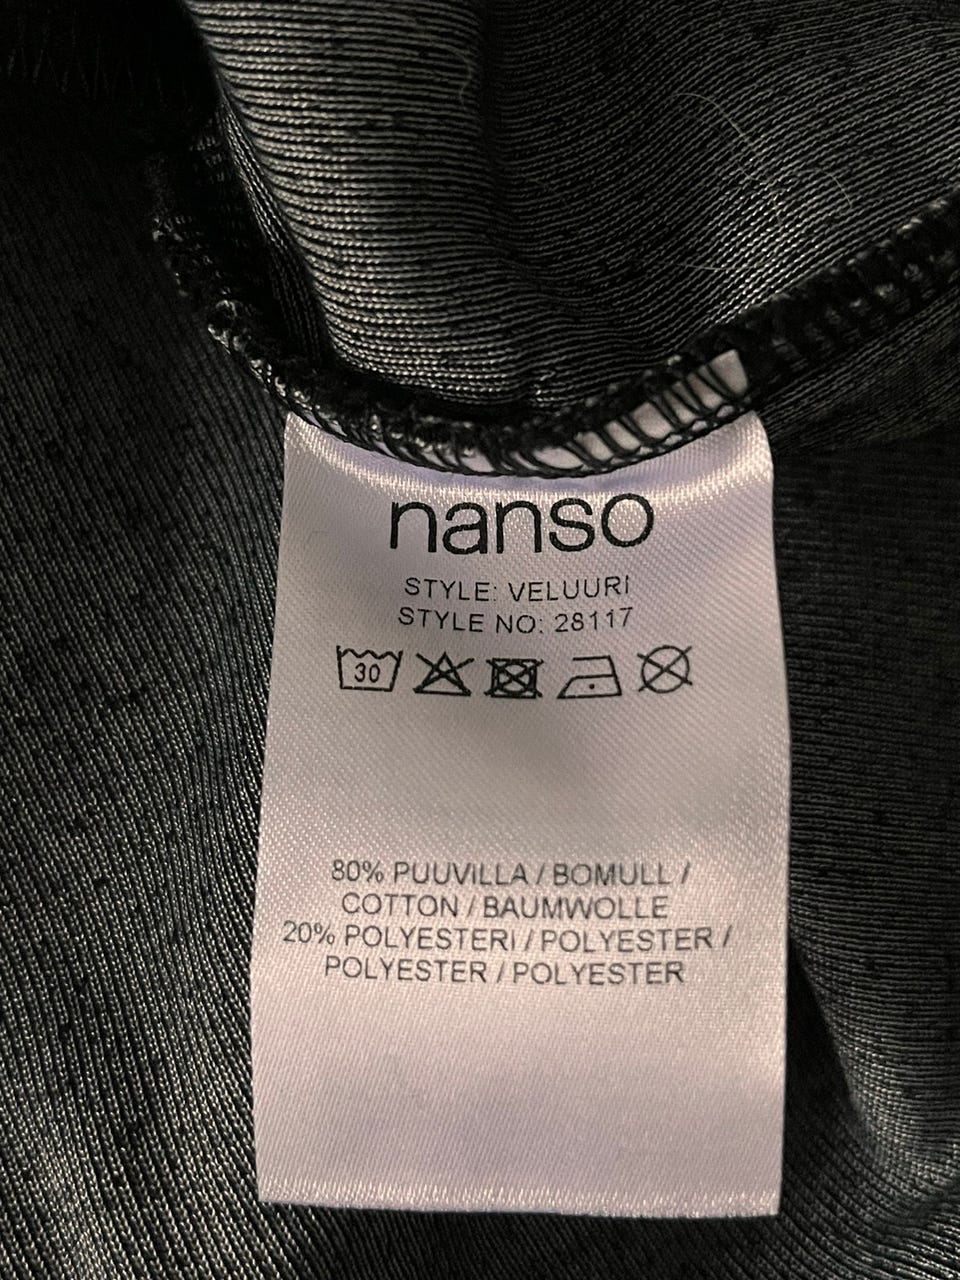 nanso
STYLE: VELUURI
STYLE NO: 28117
30
80% PUUVILLA / BOMULL /
COTTON / BAUMWOLLE
20% POLYESTERI / POLYESTER /
POLYESTER / POLYESTER